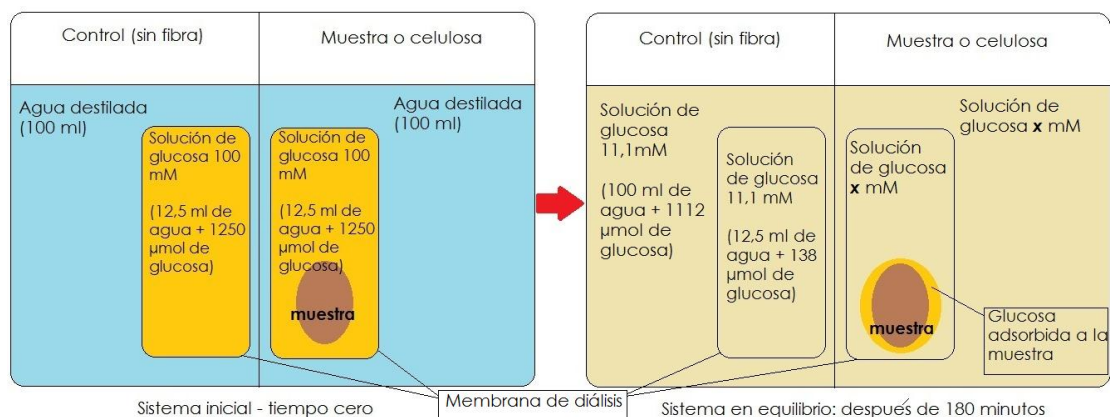 Control (sin fibra)
Muestra o celulosa
Agua destilada
(100 ml)
Solución de
glucosa 100
mM
(12,5 ml de
agua + 1250
µmol de
glucosa)
Agua destilada
(100 ml)
Solución de
glucosa 100
mM
(12,5 ml de
agua + 1250
µmol de
glucosa)
muestra
Sistema inicial - tiempo cero
Membrana de diálisis
Control (sin fibra)
Muestra o celulosa
Solución de
glucosa
11,1mM
(100 ml de
agua + 1112
µmol de
glucosa)
Solución
de glucosa
11,1 mM
(12,5 ml de
agua + 138
µmol de
glucosa)
Solución de
glucosa x mM
Solución
de glucosa
x mM
muestra
Glucosa
adsorbida a la
muestra
Sistema en equilibrio: después de 180 minutos